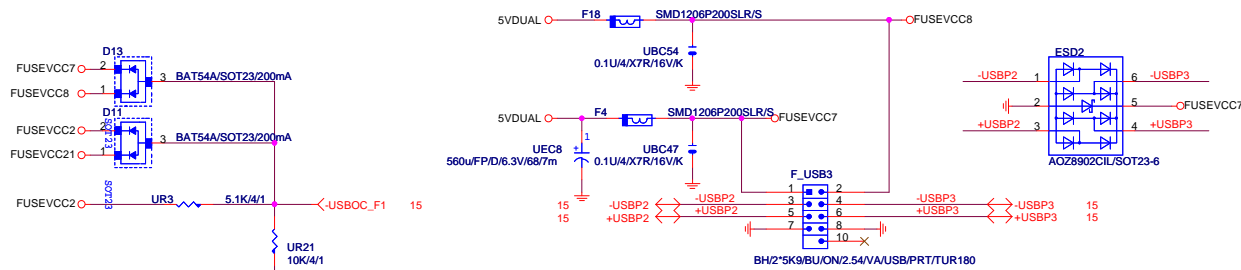 5VDUAL F18 SMD1206P200SLR/S FUSEVCC8
UBC54
0.1U/4/X7R/16V/K
D13
FUSEVCC7 2
3 BAT54A/SOT23/200mA
FUSEVCC8 1
D11
FUSEVCC2 2
3 BAT54A/SOT23/200mA
FUSEVCC21 1
SOT23
SOT23
FUSEVCC2 UR3 5.1K/4/1 -USBOC_F1 15
UR21
10K/4/1
5VDUAL F4 SMD1206P200SLR/S FUSEVCC7
1
+
UEC8
560u/FP/D/6.3V/68/7m
UBC47
0.1U/4/X7R/16V/K
F_USB3
1 2
15 -USBP2 -USBP2 3 4 -USBP3 -USBP3 15
15 +USBP2 +USBP2 5 6 +USBP3 +USBP3 15
7 8
10
BH/2*5K9/BU/ON/2.54/VA/USB/PRT/TUR180
ESD2
-USBP2 1 6 -USBP3
2 5 FUSEVCC7
+USBP2 3 4 +USBP3
AOZ8902CIL/SOT23-6